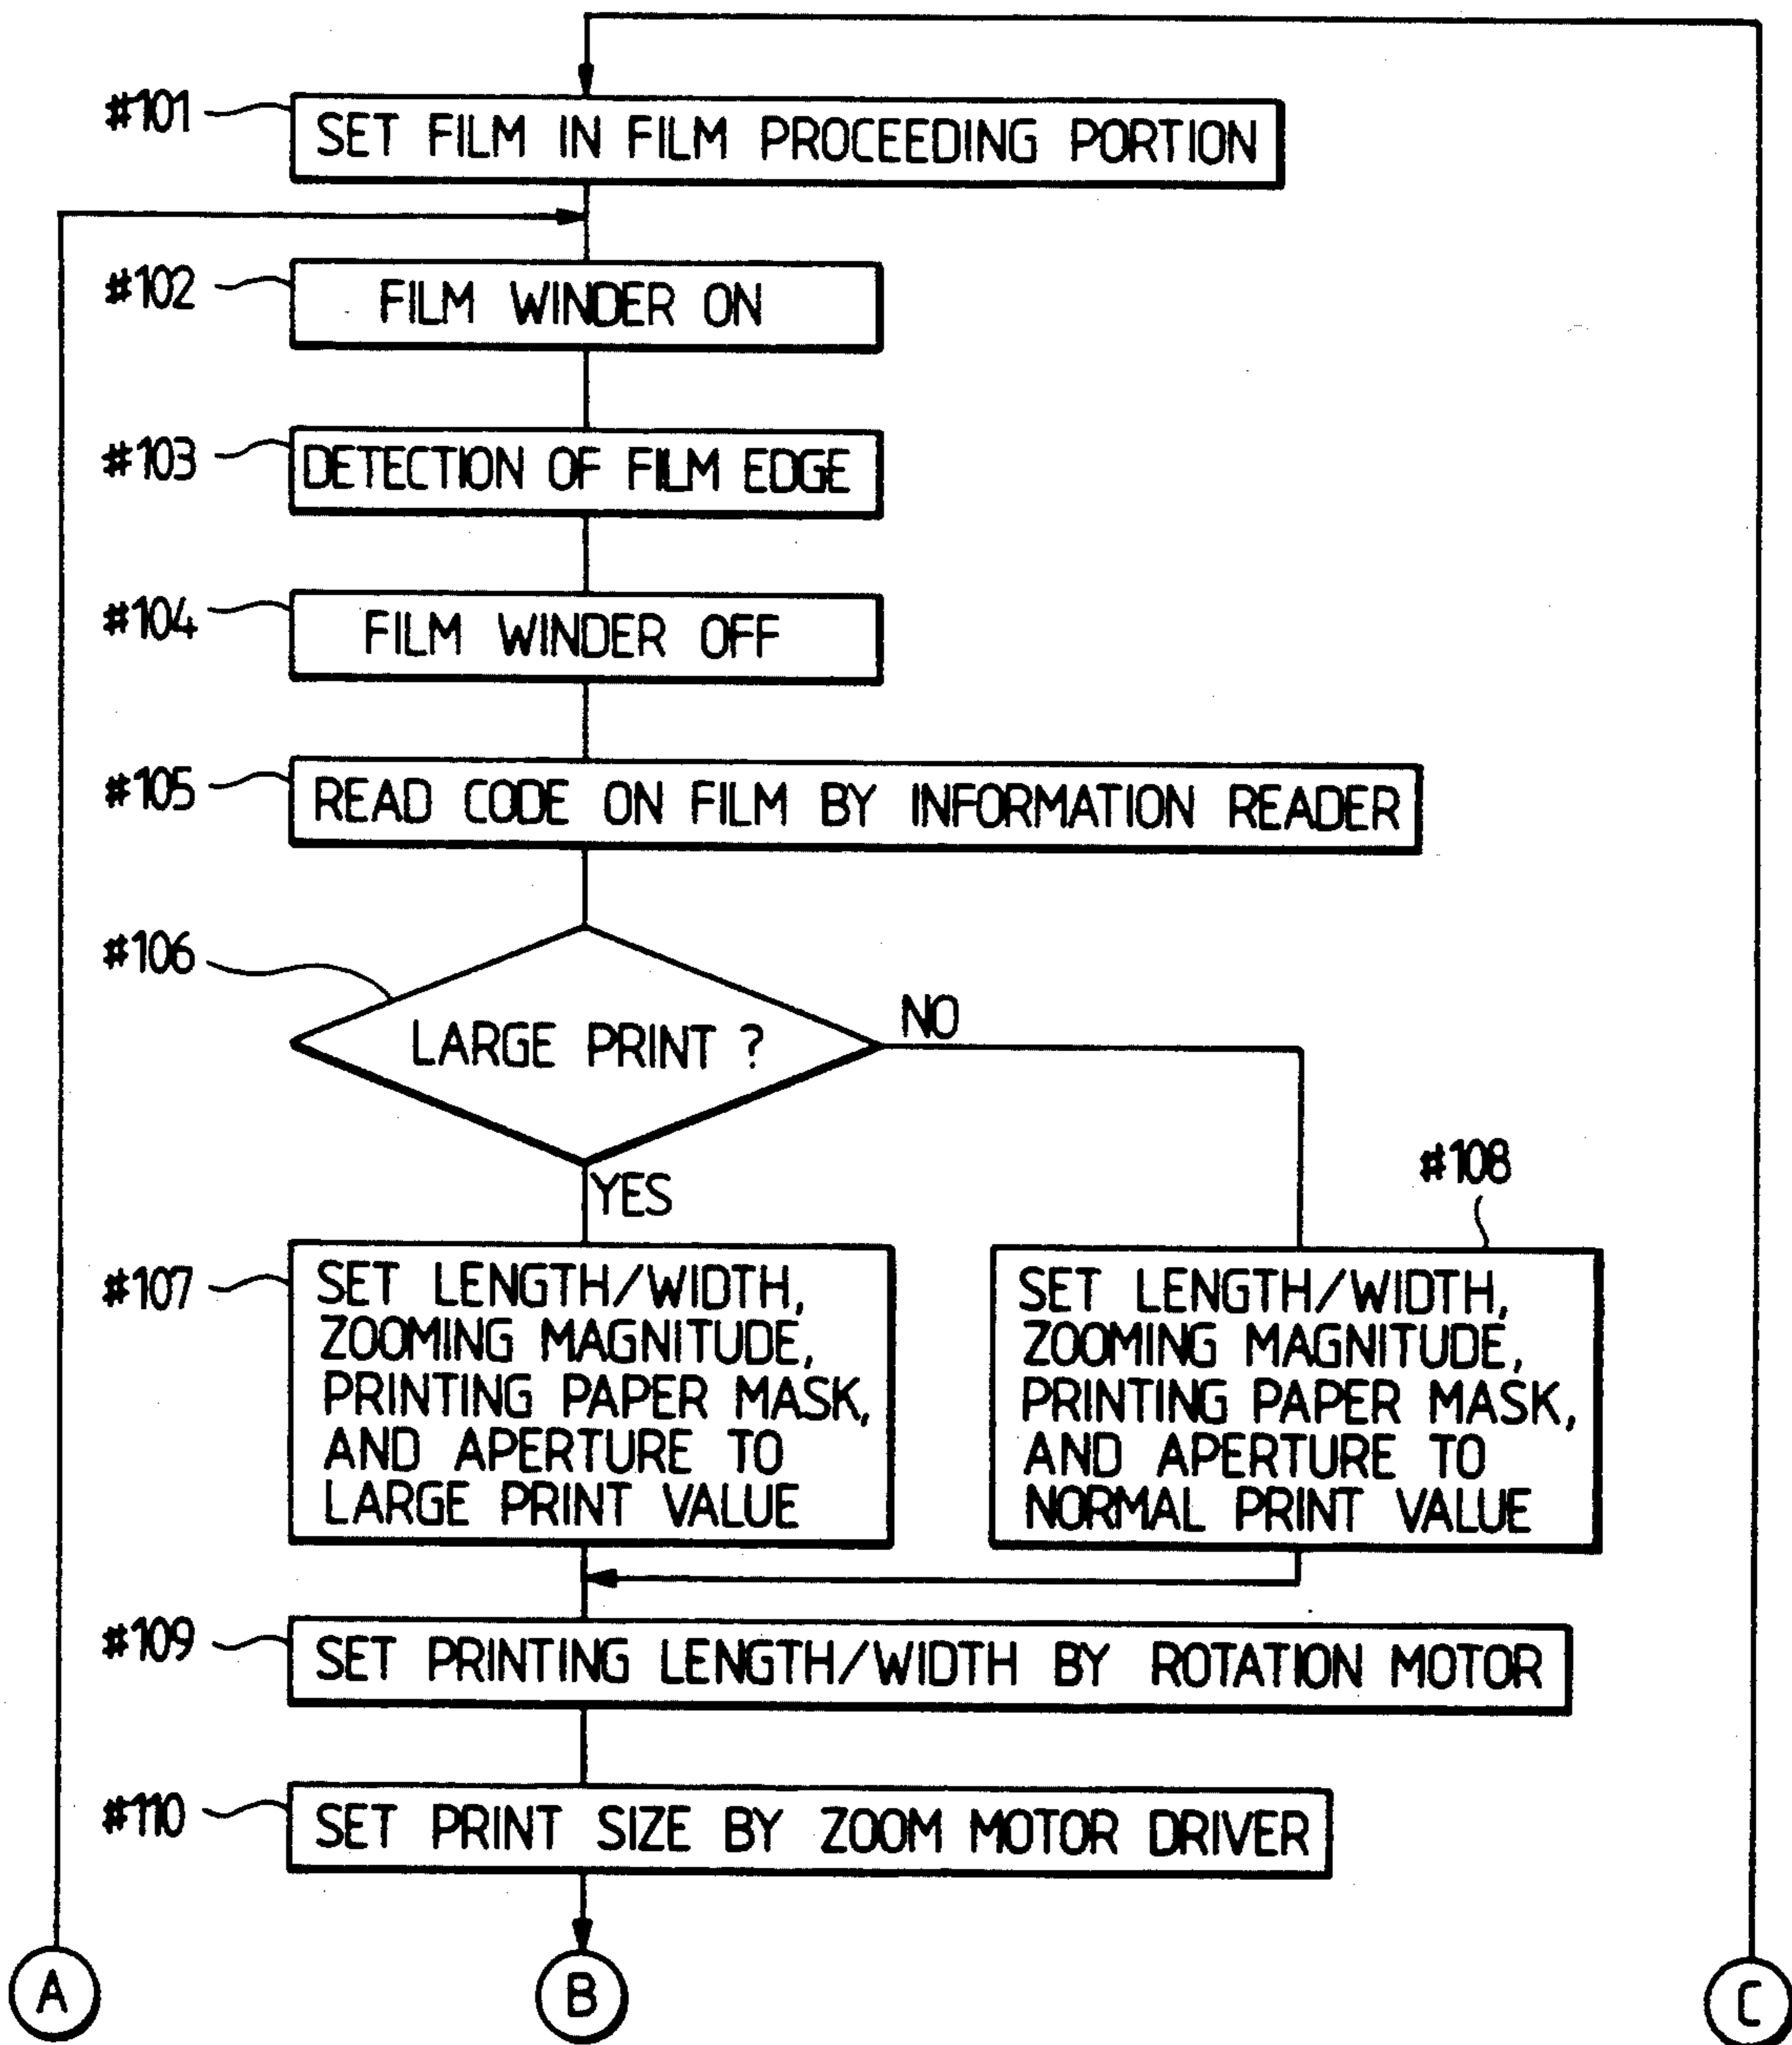 #101
SET FILM IN FILM PROCEEDING PORTION
#102
FILM WINDER ON
#103
DETECTION OF FILM EDGE
#104
FILM WINDER OFF
#105
READ CODE ON FILM BY INFORMATION READER
#106
LARGE PRINT ?
NO
YES
#107
SET LENGTH/WIDTH,
ZOOMING MAGNITUDE,
PRINTING PAPER MASK,
AND APERTURE TO
LARGE PRINT VALUE
#108
SET LENGTH/WIDTH,
ZOOMING MAGNITUDE,
PRINTING PAPER MASK,
AND APERTURE TO
NORMAL PRINT VALUE
#109
SET PRINTING LENGTH/WIDTH BY ROTATION MOTOR
#110
SET PRINT SIZE BY ZOOM MOTOR DRIVER
A
B
C